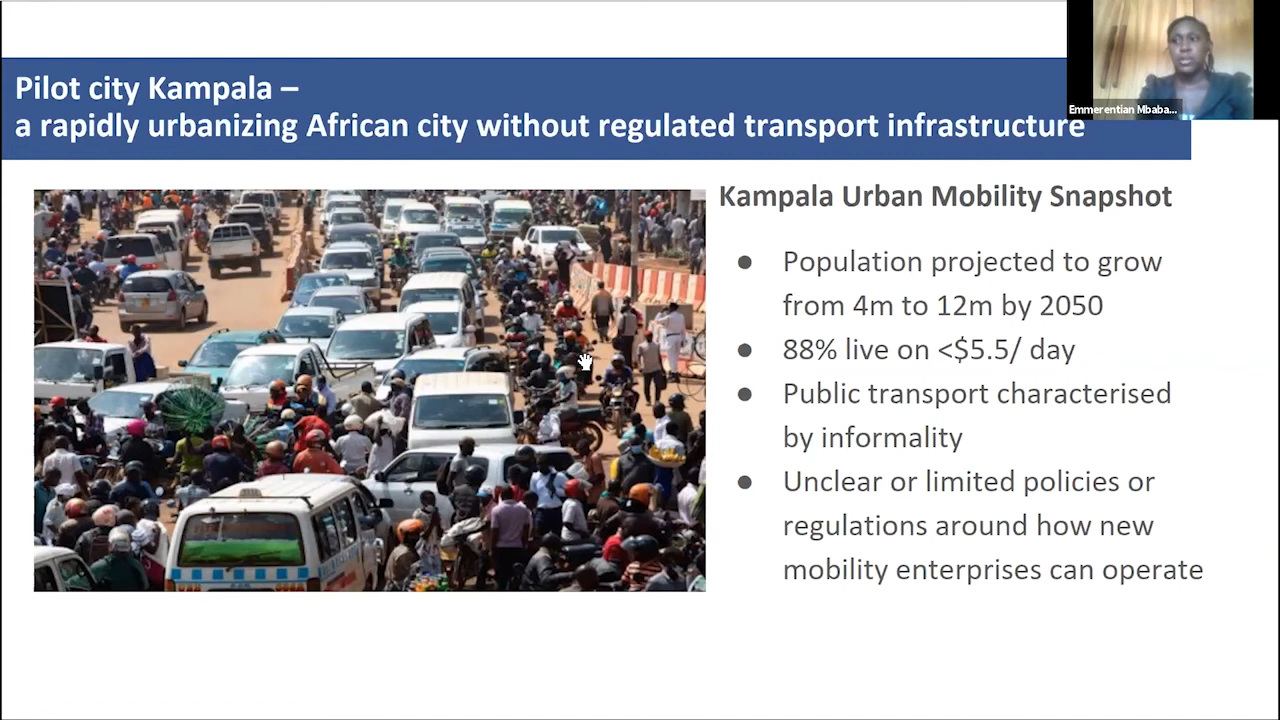 Pilot city Kampala –
a rapidly urbanizing African city without regulated transport infrastructure
Emmerentian Mbaba...
Kampala Urban Mobility Snapshot
● Population projected to grow
from 4m to 12m by 2050
● 88% live on <$5.5/ day
● Public transport characterised
by informality
● Unclear or limited policies or
regulations around how new
mobility enterprises can operate